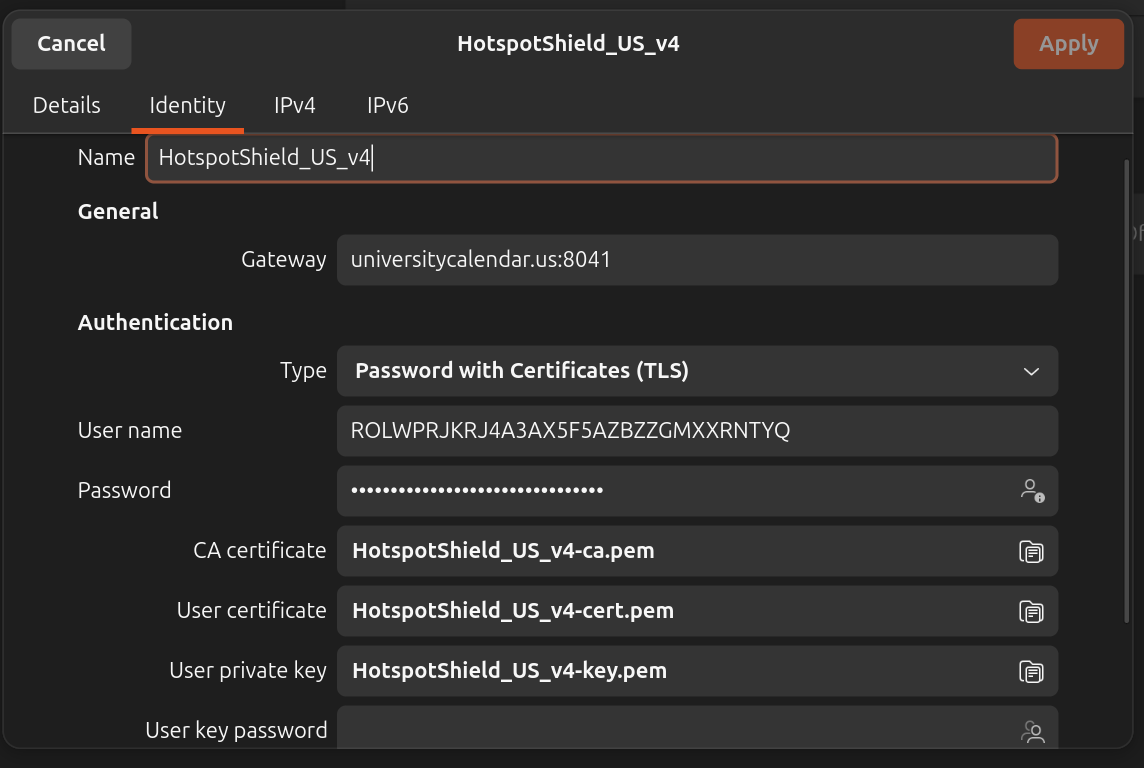 Cancel HotspotShield_US_v4 Apply
Details Identity IPv4 IPv6
Name HotspotShield_US_v4
General
Gateway universitycalendar.us:8041
Authentication
Type Password with Certificates (TLS)
User name ROLWPRJKRJ4A3AX5F5AZBZZGMXXRNTYQ
Password ••••••••••••••••••••••••••••••••
CA certificate HotspotShield_US_v4-ca.pem
User certificate HotspotShield_US_v4-cert.pem
User private key HotspotShield_US_v4-key.pem
User key password